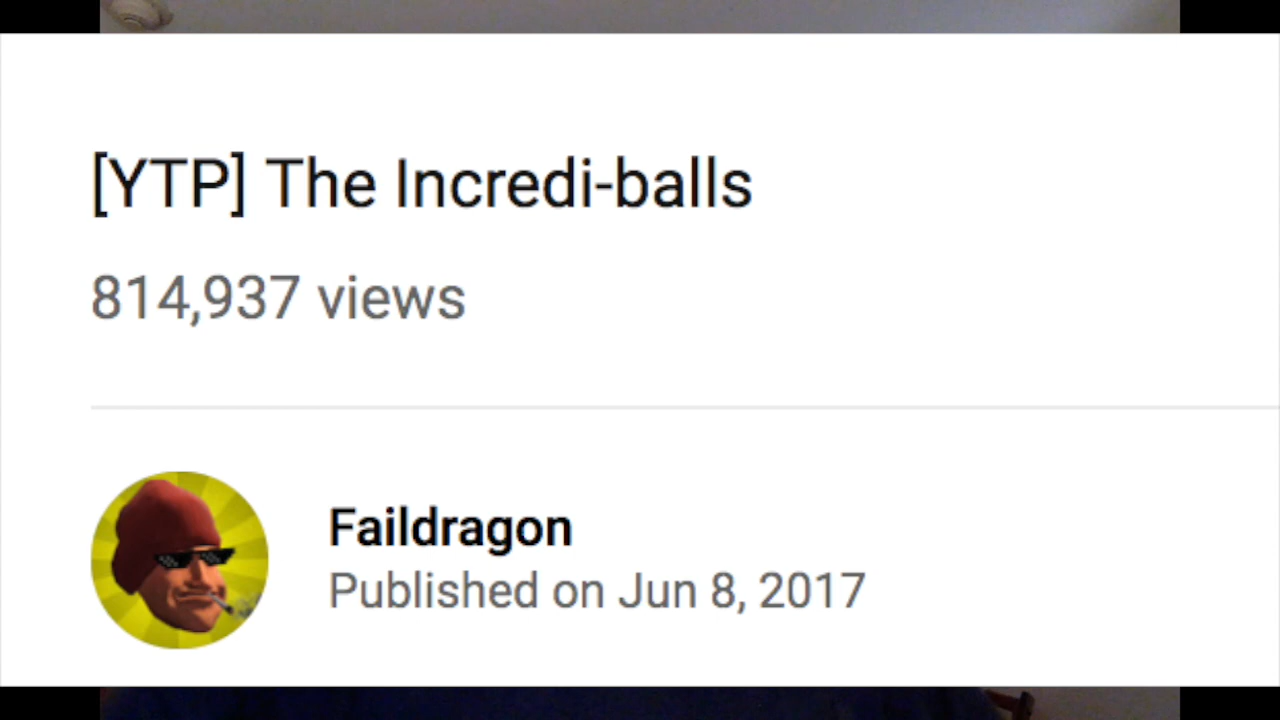 [YTP] The Incredi-balls
814,937 views
Faildragon
Published on Jun 8, 2017